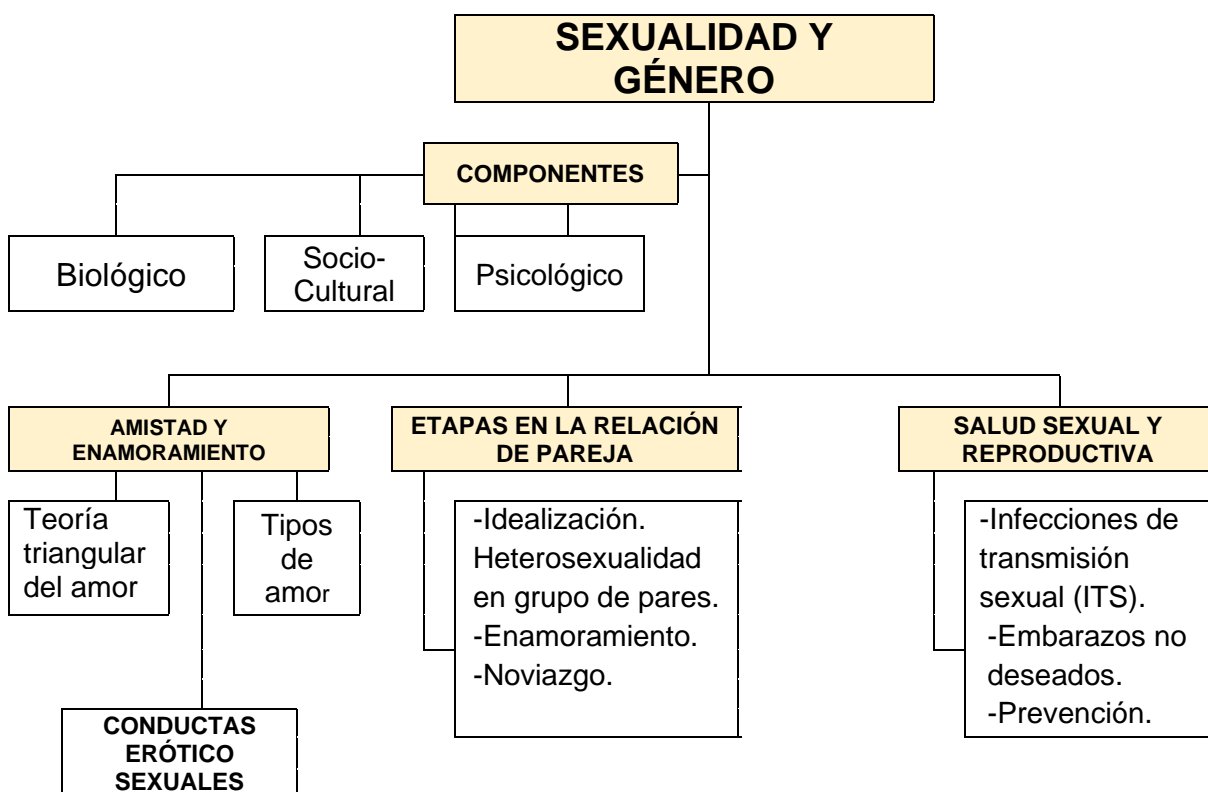 SEXUALIDAD Y
GÉNERO
COMPONENTES
Biológico
Socio-
Cultural
Psicológico
AMISTAD Y
ENAMORAMIENTO
ETAPAS EN LA RELACIÓN
DE PAREJA
SALUD SEXUAL Y
REPRODUCTIVA
Teoría
triangular
del amor
Tipos
de
amor
-Idealización.
Heterosexualidad
en grupo de pares.
-Enamoramiento.
-Noviazgo.
-Infecciones de
transmisión
sexual (ITS).
-Embarazos no
deseados.
-Prevención.
CONDUCTAS
ERÓTICO
SEXUALES